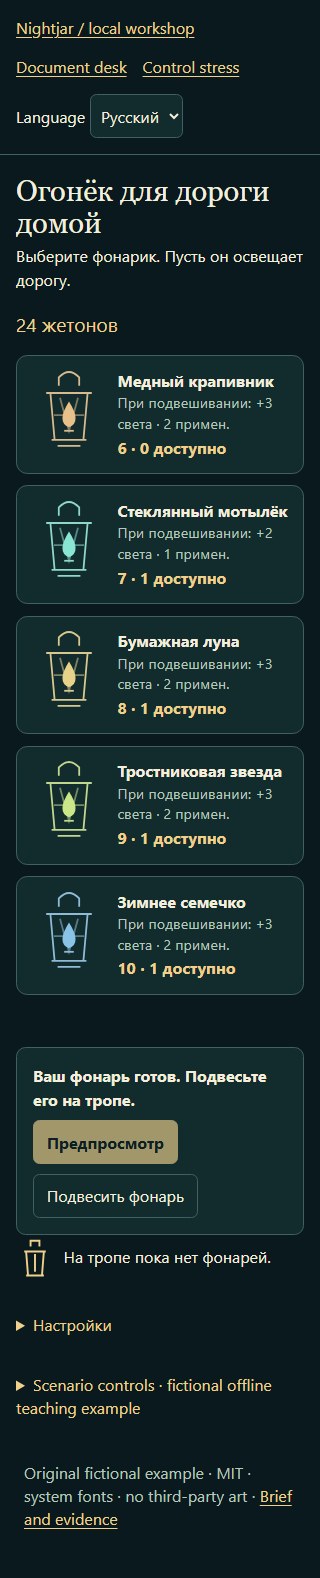 Nightjar / local workshop
Document desk Control stress
Language Русский
Огонёк для дороги
домой
Выберите фонарик. Пусть он освещает
дорогу.
24 жетонов
Медный крапивник
При подвешивании: +3
света · 2 примен.
6 · 0 доступно
Стеклянный мотылёк
При подвешивании: +2
света · 1 примен.
7 · 1 доступно
Бумажная луна
При подвешивании: +3
света · 2 примен.
8 · 1 доступно
Тростниковая звезда
При подвешивании: +3
света · 2 примен.
9 · 1 доступно
Зимнее семечко
При подвешивании: +3
света · 2 примен.
10 · 1 доступно
Ваш фонарь готов. Подвесьте
его на тропе.
Предпросмотр
Подвесить фонарь
На тропе пока нет фонарей.
Настройки
Scenario controls · fictional offline
teaching example
Original fictional example · MIT ·
system fonts · no third-party art · Brief
and evidence